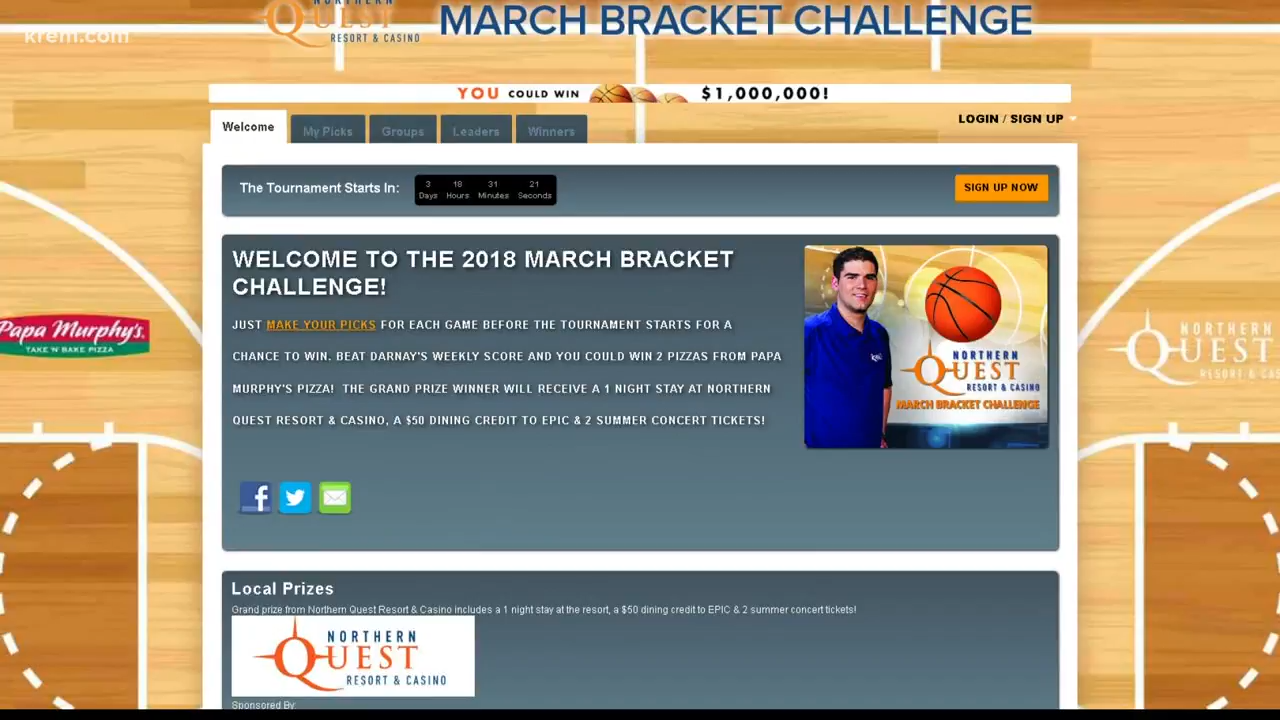 NORTHERN
QUEST
RESORT & CASINO
MARCH BRACKET CHALLENGE
krem.com
YOU COULD WIN $1,000,000!
Welcome
My Picks
Groups
Leaders
Winners
LOGIN / SIGN UP
The Tournament Starts In:
3 18 31 21
Days Hours Minutes Seconds
SIGN UP NOW
WELCOME TO THE 2018 MARCH BRACKET
CHALLENGE!
JUST MAKE YOUR PICKS FOR EACH GAME BEFORE THE TOURNAMENT STARTS FOR A
CHANCE TO WIN. BEAT DARNAY'S WEEKLY SCORE AND YOU COULD WIN 2 PIZZAS FROM PAPA
MURPHY'S PIZZA! THE GRAND PRIZE WINNER WILL RECEIVE A 1 NIGHT STAY AT NORTHERN
QUEST RESORT & CASINO, A $50 DINING CREDIT TO EPIC & 2 SUMMER CONCERT TICKETS!
NORTHERN
QUEST
RESORT & CASINO
MARCH BRACKET CHALLENGE
Papa Murphy's
TAKE 'N' BAKE PIZZA
NORTHERN
QUEST
RESORT & CAS
Local Prizes
Grand prize from Northern Quest Resort & Casino includes a 1 night stay at the resort, a $50 dining credit to EPIC & 2 summer concert tickets!
NORTHERN
QUEST
RESORT & CASINO
Sponsored By: